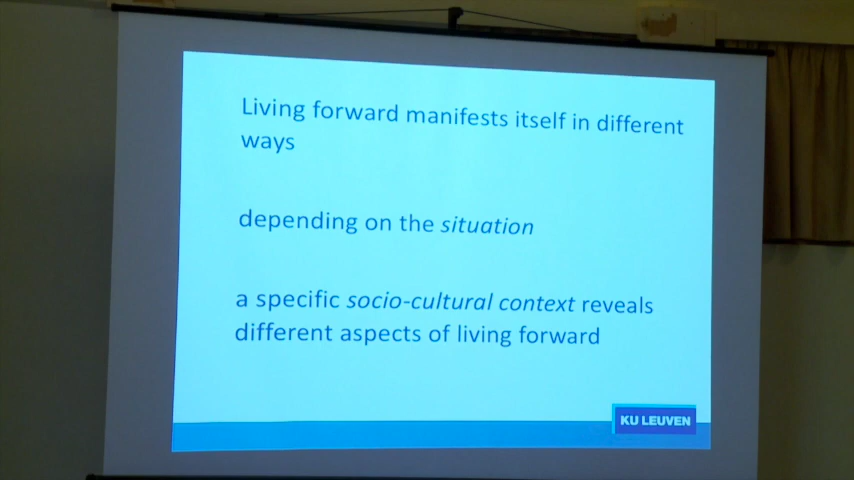 Living forward manifests itself in different
ways
depending on the situation
a specific socio-cultural context reveals
different aspects of living forward
KU LEUVEN